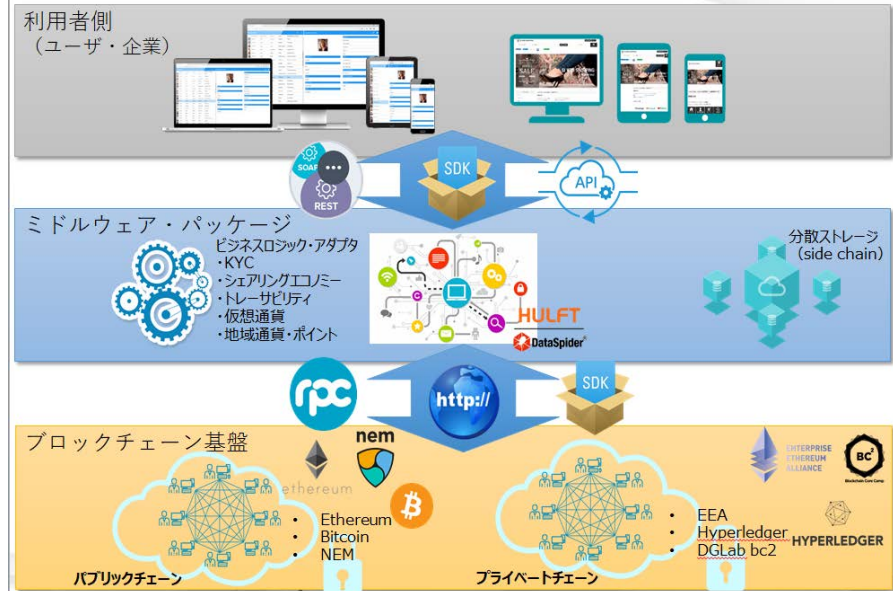 利用者側
（ユーザ・企業）
SOAP
REST
SDK
API
ミドルウェア・パッケージ
ビジネスロジック・アダプタ
・KYC
・シェアリングエコノミー
・トレーサビリティ
・仮想通貨
・地域通貨・ポイント
HULFT
DataSpider®
分散ストレージ
（side chain）
rpc
http://
SDK
ブロックチェーン基盤
ethereum
nem
• Ethereum
• Bitcoin
• NEM
パブリックチェーン
• EEA
• Hyperledger
• DGLab bc2
プライベートチェーン
ENTERPRISE
ETHEREUM
ALLIANCE
BC²
Blockchain Core Camp
HYPERLEDGER